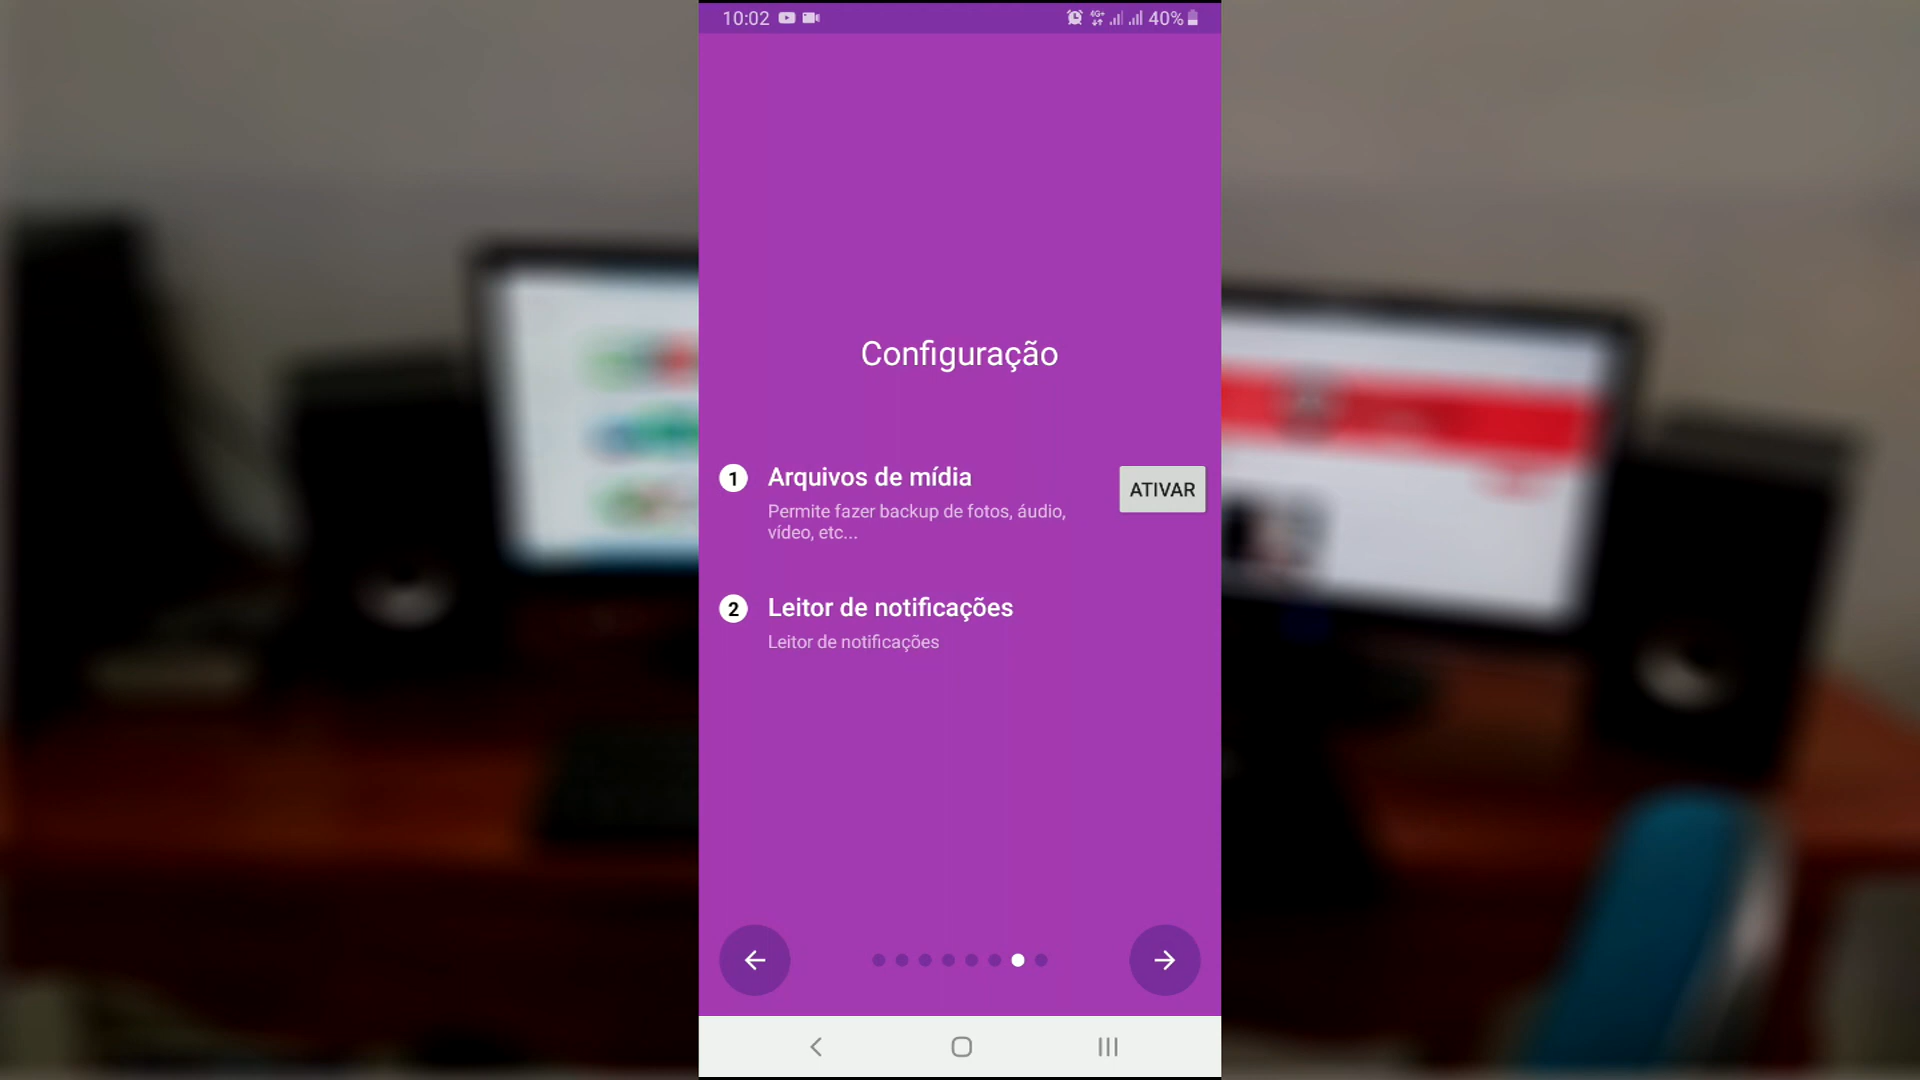 10:02
4G+ 40%
Configuração
1 Arquivos de mídia
ATIVAR
Permite fazer backup de fotos, áudio,
vídeo, etc...
2 Leitor de notificações
Leitor de notificações